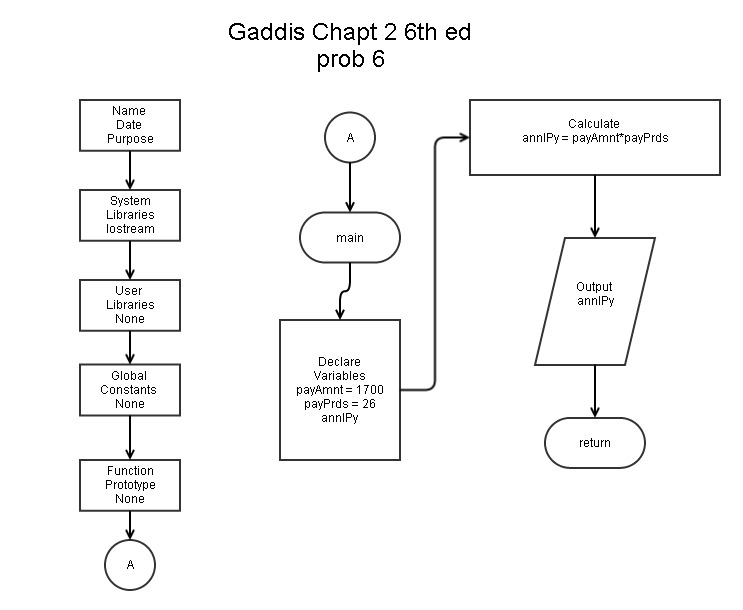 Gaddis Chapt 2 6th ed
prob 6
Name
Date
Purpose
System
Libraries
Iostream
User
Libraries
None
Global
Constants
None
Function
Prototype
None
A
A
main
Declare
Variables
payAmnt = 1700
payPrds = 26
annlPy
Calculate
annlPy = payAmnt*payPrds
Output
annlPy
return